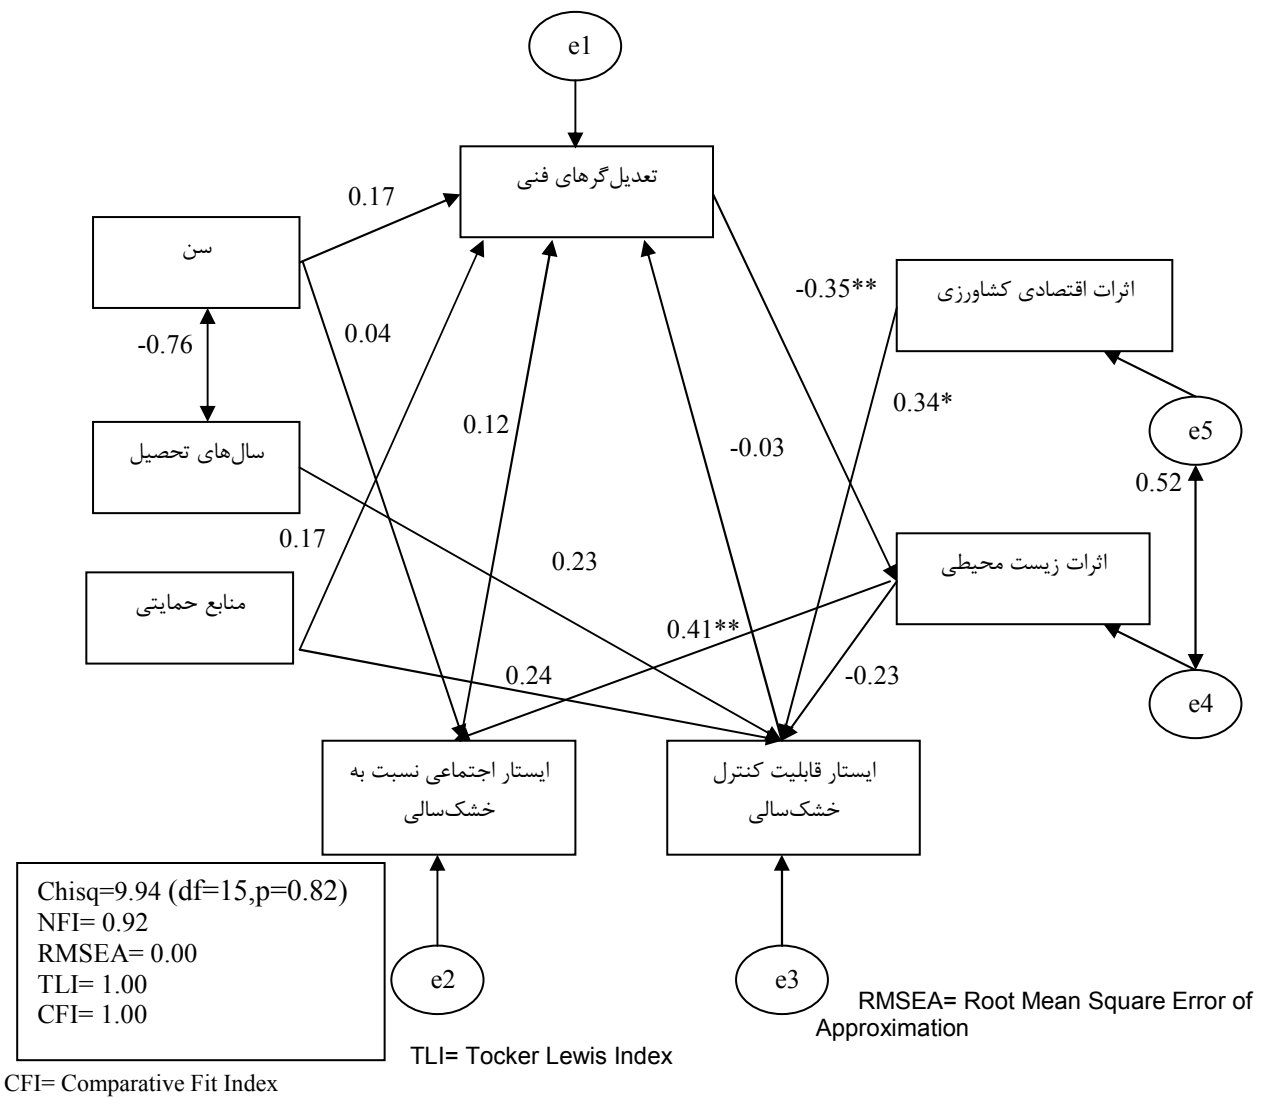 e1
تعدیل‌گرهای فنی
0.17
سن
-0.35**
اثرات اقتصادی کشاورزی
-0.76
0.04
0.34*
0.12
-0.03
e5
سال‌های تحصیل
0.52
0.17
0.23
اثرات زیست محیطی
منابع حمایتی
0.41**
0.24
-0.23
e4
ایستار اجتماعی نسبت به
خشک‌سالی
ایستار قابلیت کنترل
خشک‌سالی
Chisq=9.94 (df=15,p=0.82)
NFI= 0.92
RMSEA= 0.00
TLI= 1.00
CFI= 1.00
e2
e3
RMSEA= Root Mean Square Error of
Approximation
TLI= Tocker Lewis Index
CFI= Comparative Fit Index